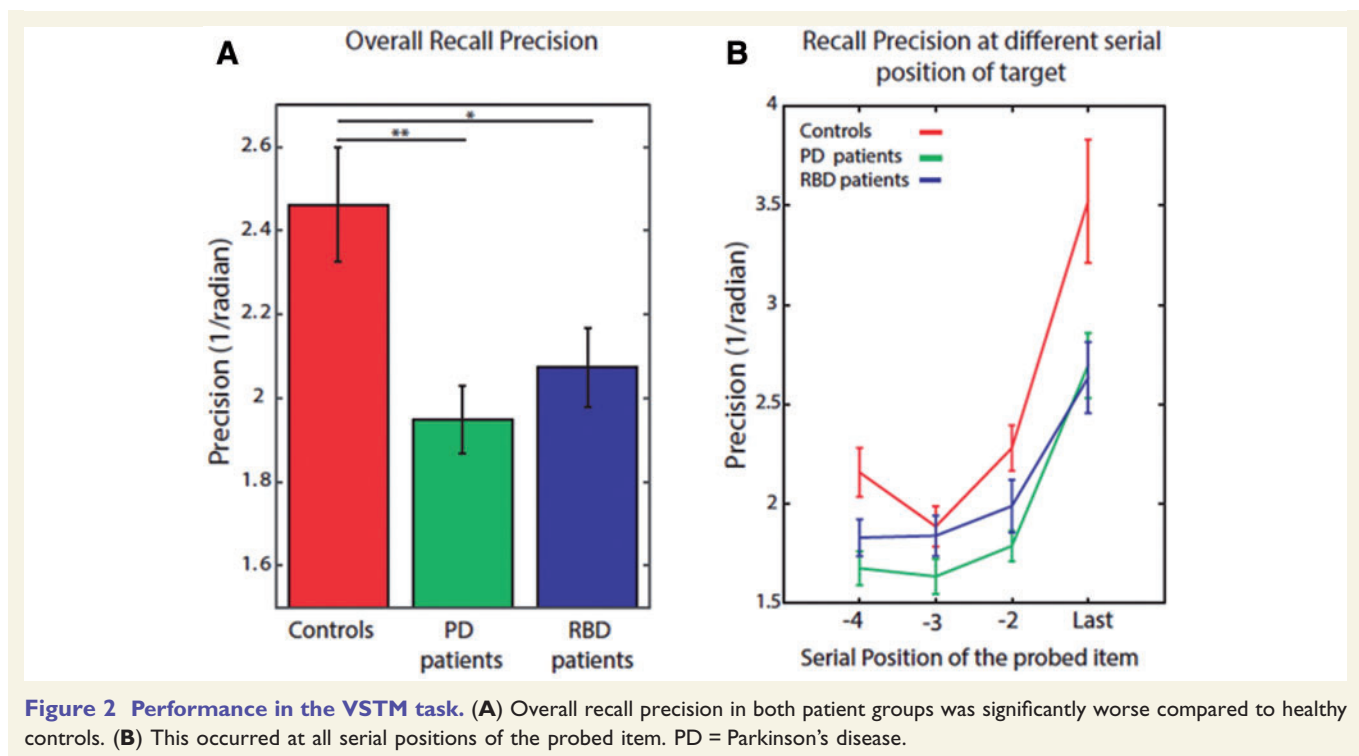 A
Overall Recall Precision
Precision (1/radian)
2.6
2.4
2.2
2
1.8
1.6
*
**
Controls
PD
patients
RBD
patients
B
Recall Precision at different serial
position of target
Precision (1/radian)
4
3.5
3
2.5
2
1.5
Controls
PD patients
RBD patients
-4
-3
-2
Last
Serial Position of the probed item
Figure 2 Performance in the VSTM task. (A) Overall recall precision in both patient groups was significantly worse compared to healthy
controls. (B) This occurred at all serial positions of the probed item. PD = Parkinson's disease.